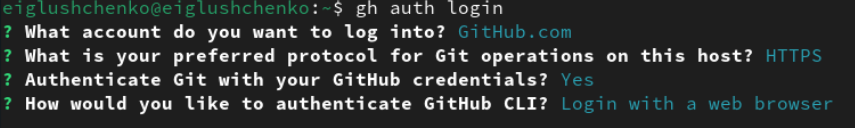 eiglushchenko@eiglushchenko:~$ gh auth login
? What account do you want to log into? GitHub.com
? What is your preferred protocol for Git operations on this host? HTTPS
? Authenticate Git with your GitHub credentials? Yes
? How would you like to authenticate GitHub CLI? Login with a web browser